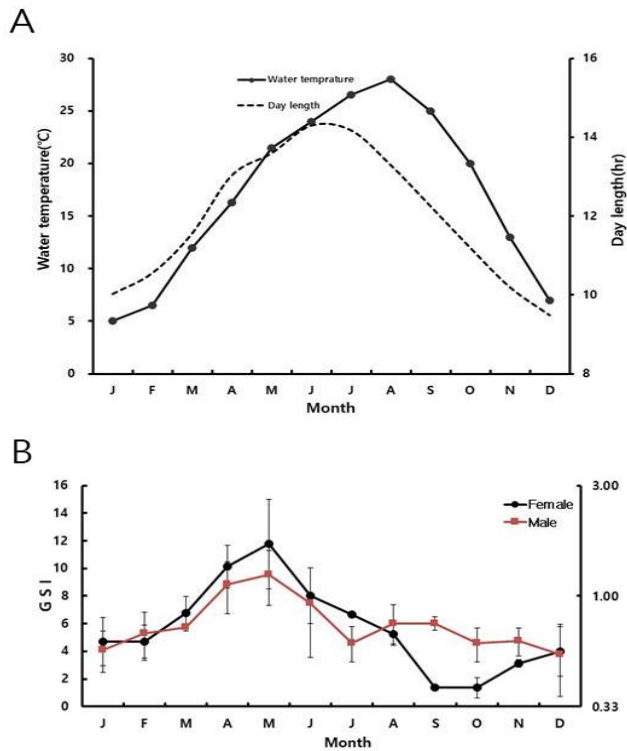 A
Water temprature
Day length
Water temperature(℃)
30
25
20
15
10
5
0
16
14
12
10
8
Day length(hr)
J F M A M J J A S O N D
Month
B
Female
Male
G S I
16
14
12
10
8
6
4
2
0
3.00
1.00
0.33
J F M A M J J A S O N D
Month